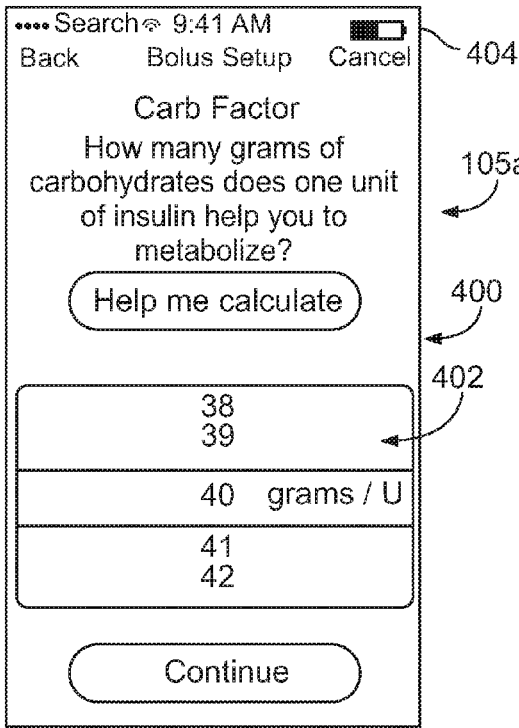 •••• Search 9:41 AM
Back Bolus Setup Cancel
404
Carb Factor
How many grams of
carbohydrates does one unit
of insulin help you to
metabolize?
105a
Help me calculate
400
402
38
39
40 grams / U
41
42
Continue